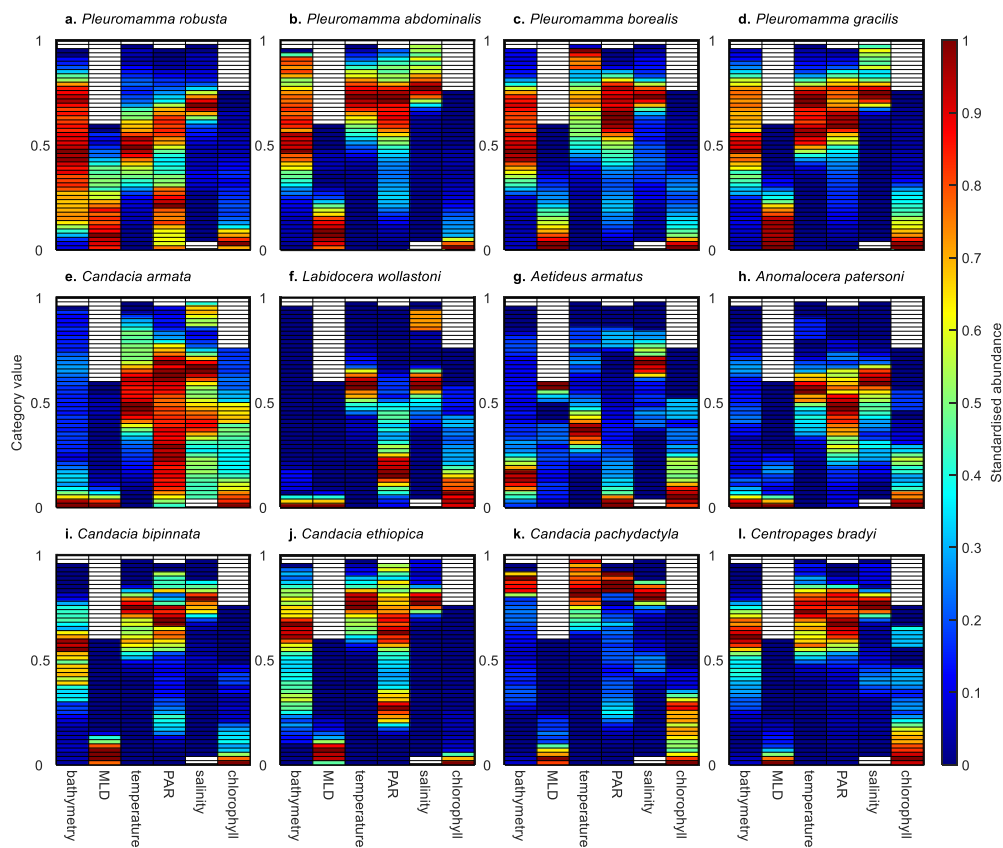 a. Pleuromamma robusta
b. Pleuromamma abdominalis
c. Pleuromamma borealis
d. Pleuromamma gracilis
1
0.5
0
1
0.5
0
1
0.5
0
1
0.5
0
e. Candacia armata
f. Labidocera wollastoni
g. Aetideus armatus
h. Anomalocera patersoni
1
0.5
0
1
0.5
0
1
0.5
0
1
0.5
0
Category value
i. Candacia bipinnata
j. Candacia ethiopica
k. Candacia pachydactyla
l. Centropages bradyi
1
0.5
0
1
0.5
0
1
0.5
0
1
0.5
0
bathymetry
MLD
temperature
PAR
salinity
chlorophyll
bathymetry
MLD
temperature
PAR
salinity
chlorophyll
bathymetry
MLD
temperature
PAR
salinity
chlorophyll
bathymetry
MLD
temperature
PAR
salinity
chlorophyll
1
0.9
0.8
0.7
0.6
0.5
0.4
0.3
0.2
0.1
0
Standardised abundance